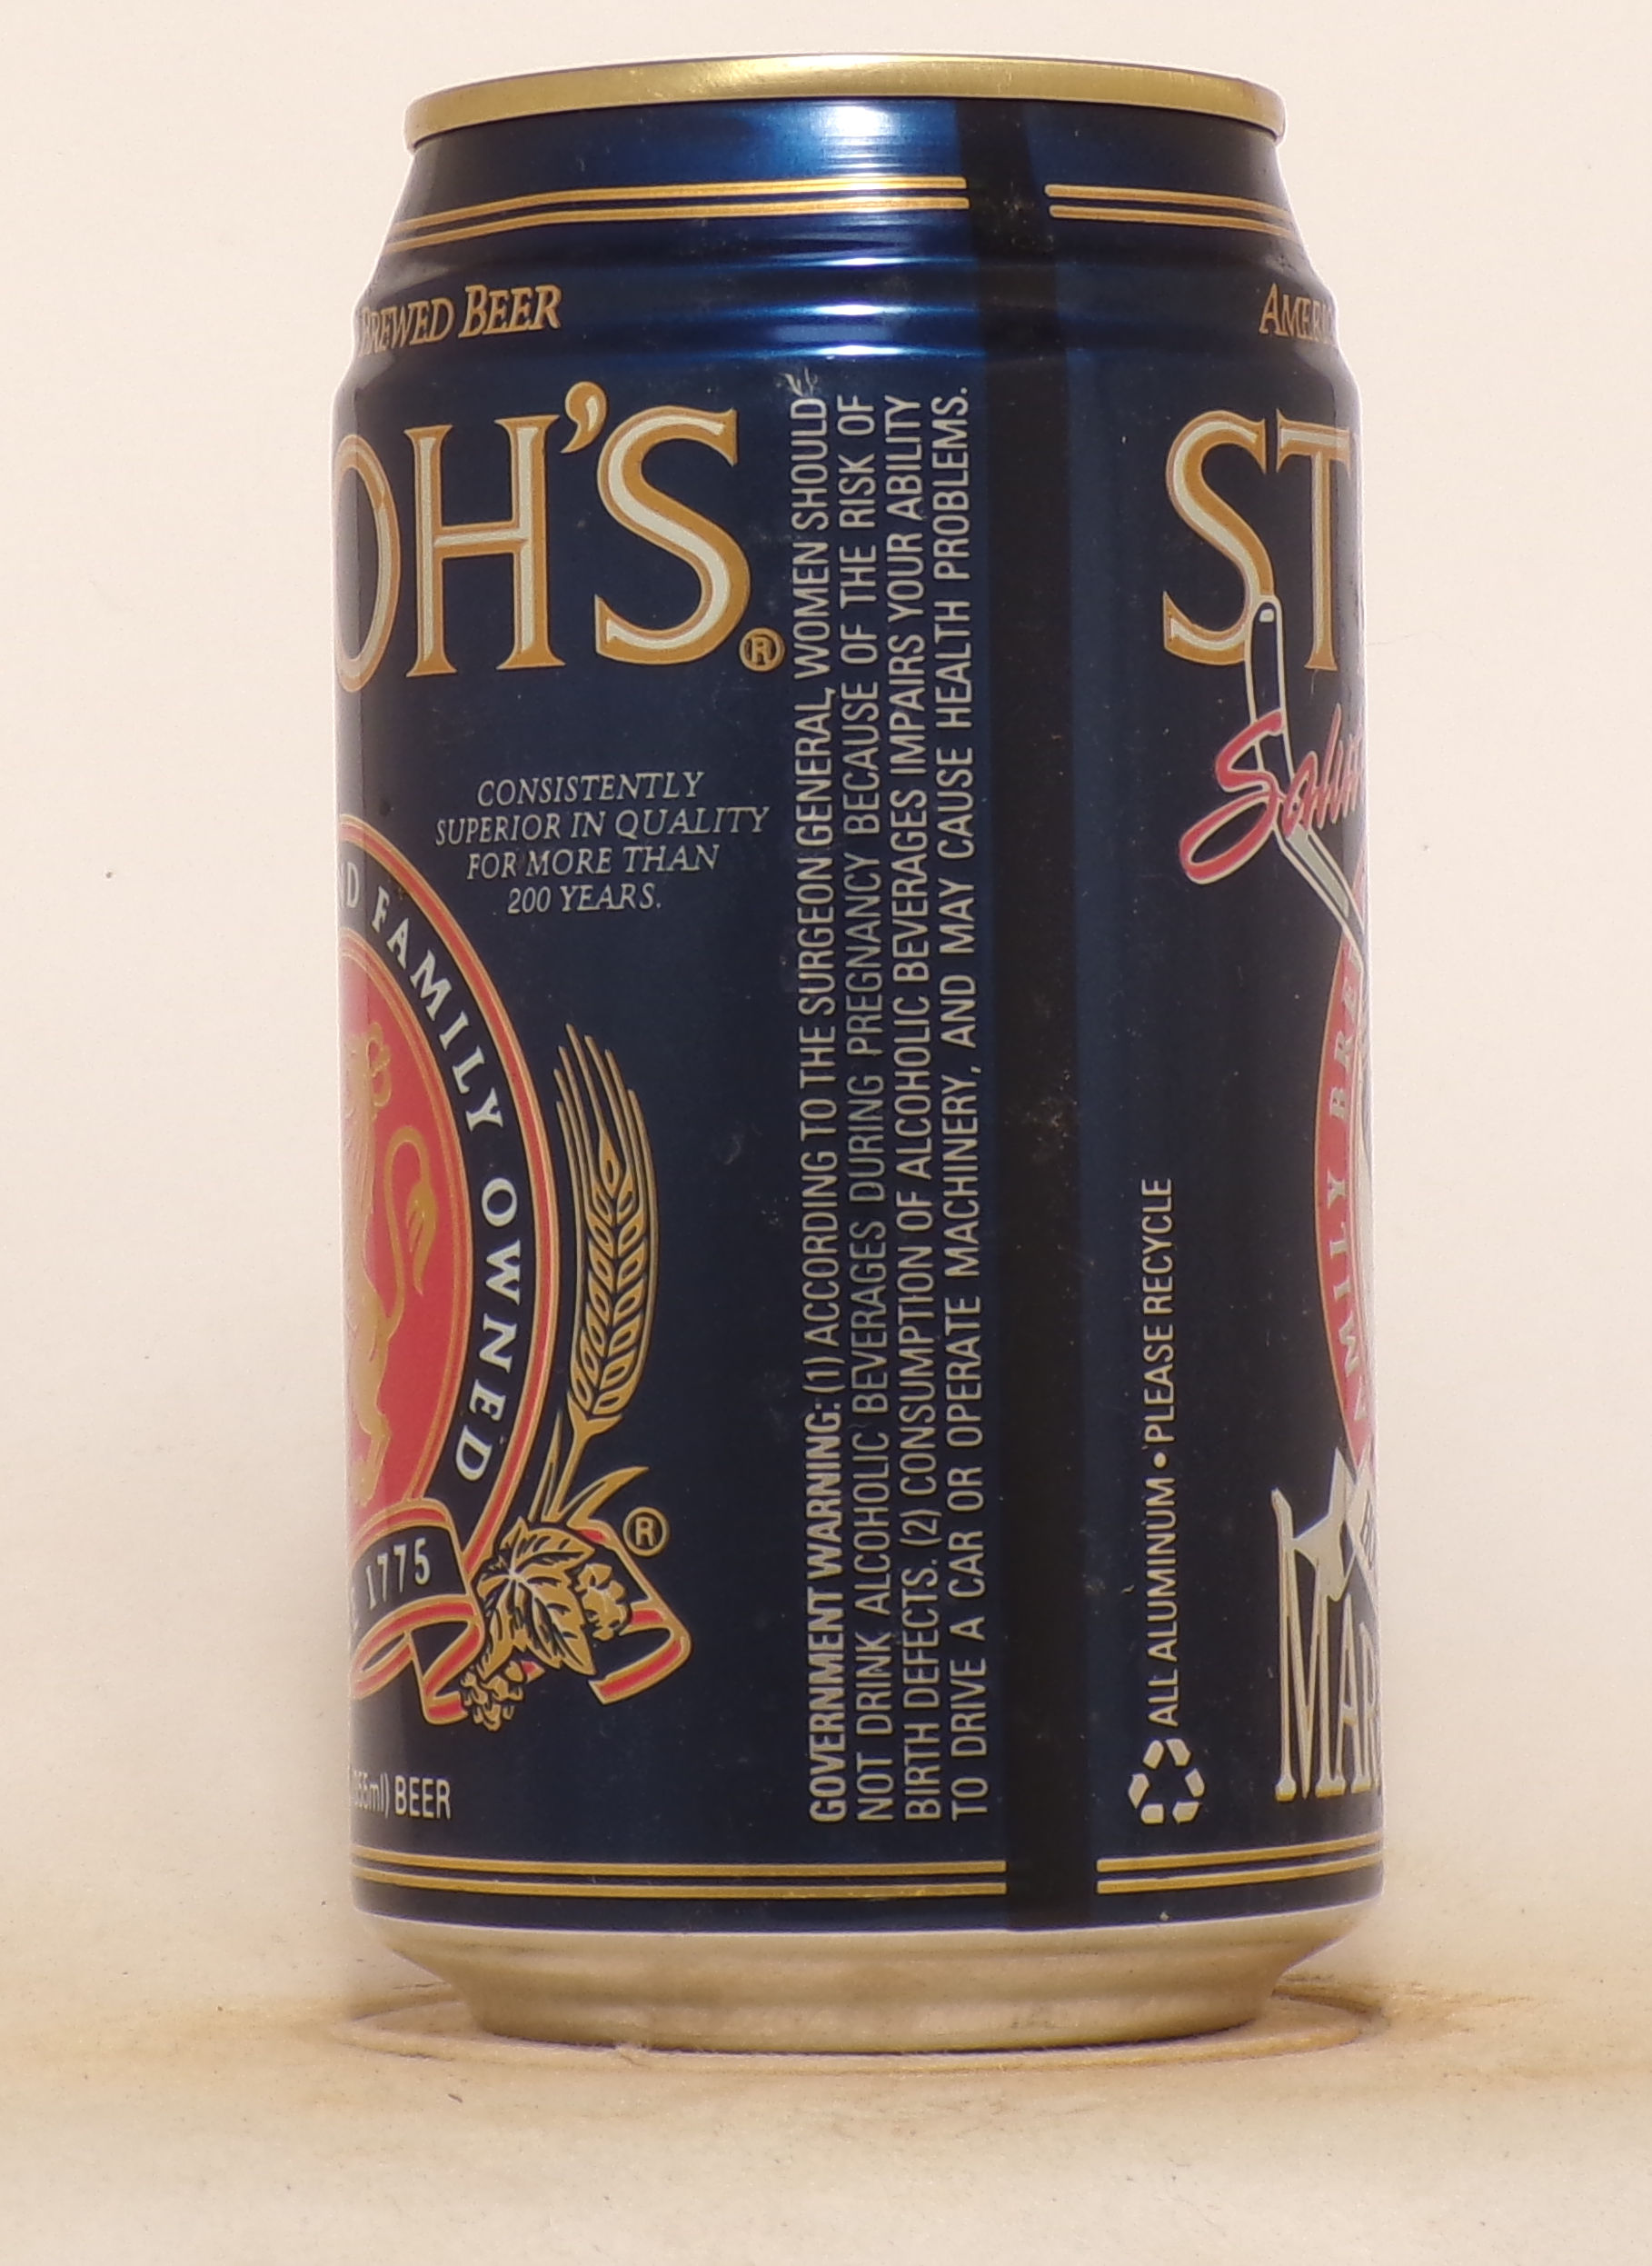 BREWED BEER
OH'S®
CONSISTENTLY
SUPERIOR IN QUALITY
FOR MORE THAN
200 YEARS.
FAMILY OWNED
1775
®
BEER
GOVERNMENT WARNING: (1) ACCORDING TO THE SURGEON GENERAL, WOMEN SHOULD
NOT DRINK ALCOHOLIC BEVERAGES DURING PREGNANCY BECAUSE OF THE RISK OF
BIRTH DEFECTS. (2) CONSUMPTION OF ALCOHOLIC BEVERAGES IMPAIRS YOUR ABILITY
TO DRIVE A CAR OR OPERATE MACHINERY, AND MAY CAUSE HEALTH PROBLEMS.
ALL ALUMINUM • PLEASE RECYCLE
ST
MAR